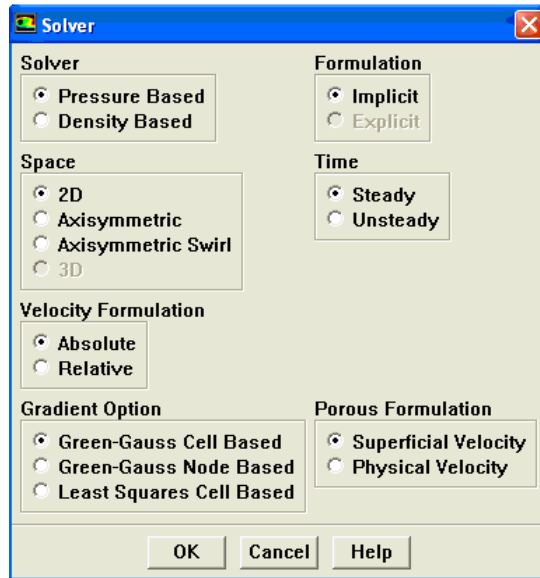 Solver
Solver
Pressure Based
Density Based
Formulation
Implicit
Explicit
Space
2D
Axisymmetric
Axisymmetric Swirl
3D
Time
Steady
Unsteady
Velocity Formulation
Absolute
Relative
Gradient Option
Green-Gauss Cell Based
Green-Gauss Node Based
Least Squares Cell Based
Porous Formulation
Superficial Velocity
Physical Velocity
OK
Cancel
Help